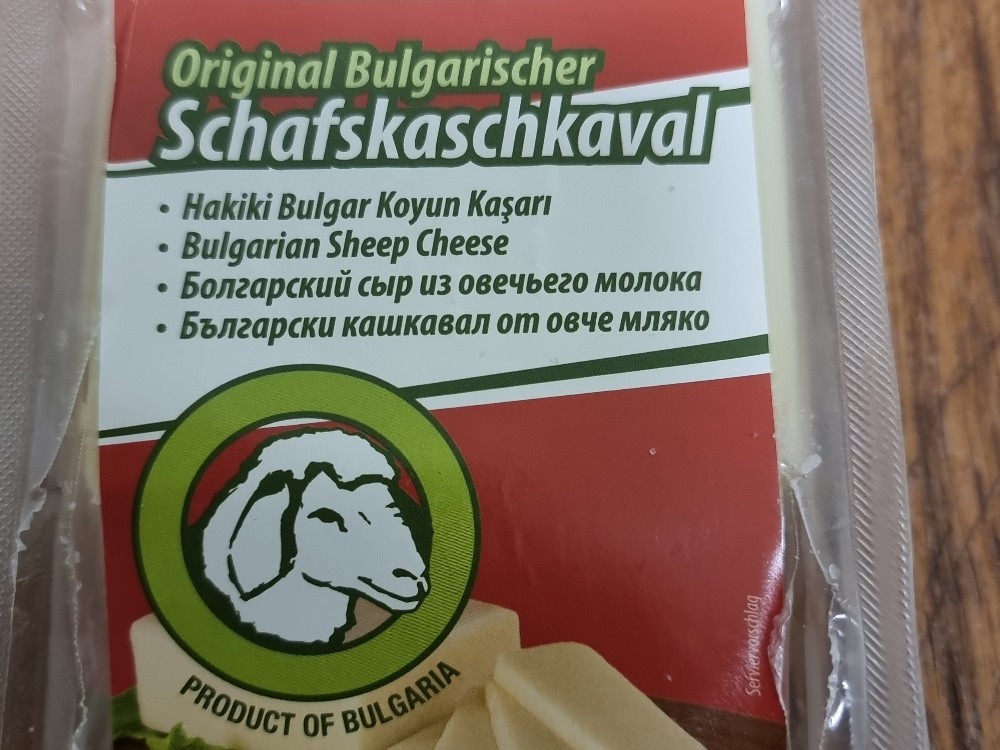 Original Bulgarischer
Schafskaschkaval
• Hakiki Bulgar Koyun Kaşarı
• Bulgarian Sheep Cheese
• Болгарский сыр из овечьего молока
• Български кашкавал от овче мляко
PRODUCT OF BULGARIA
Serviervorschlag